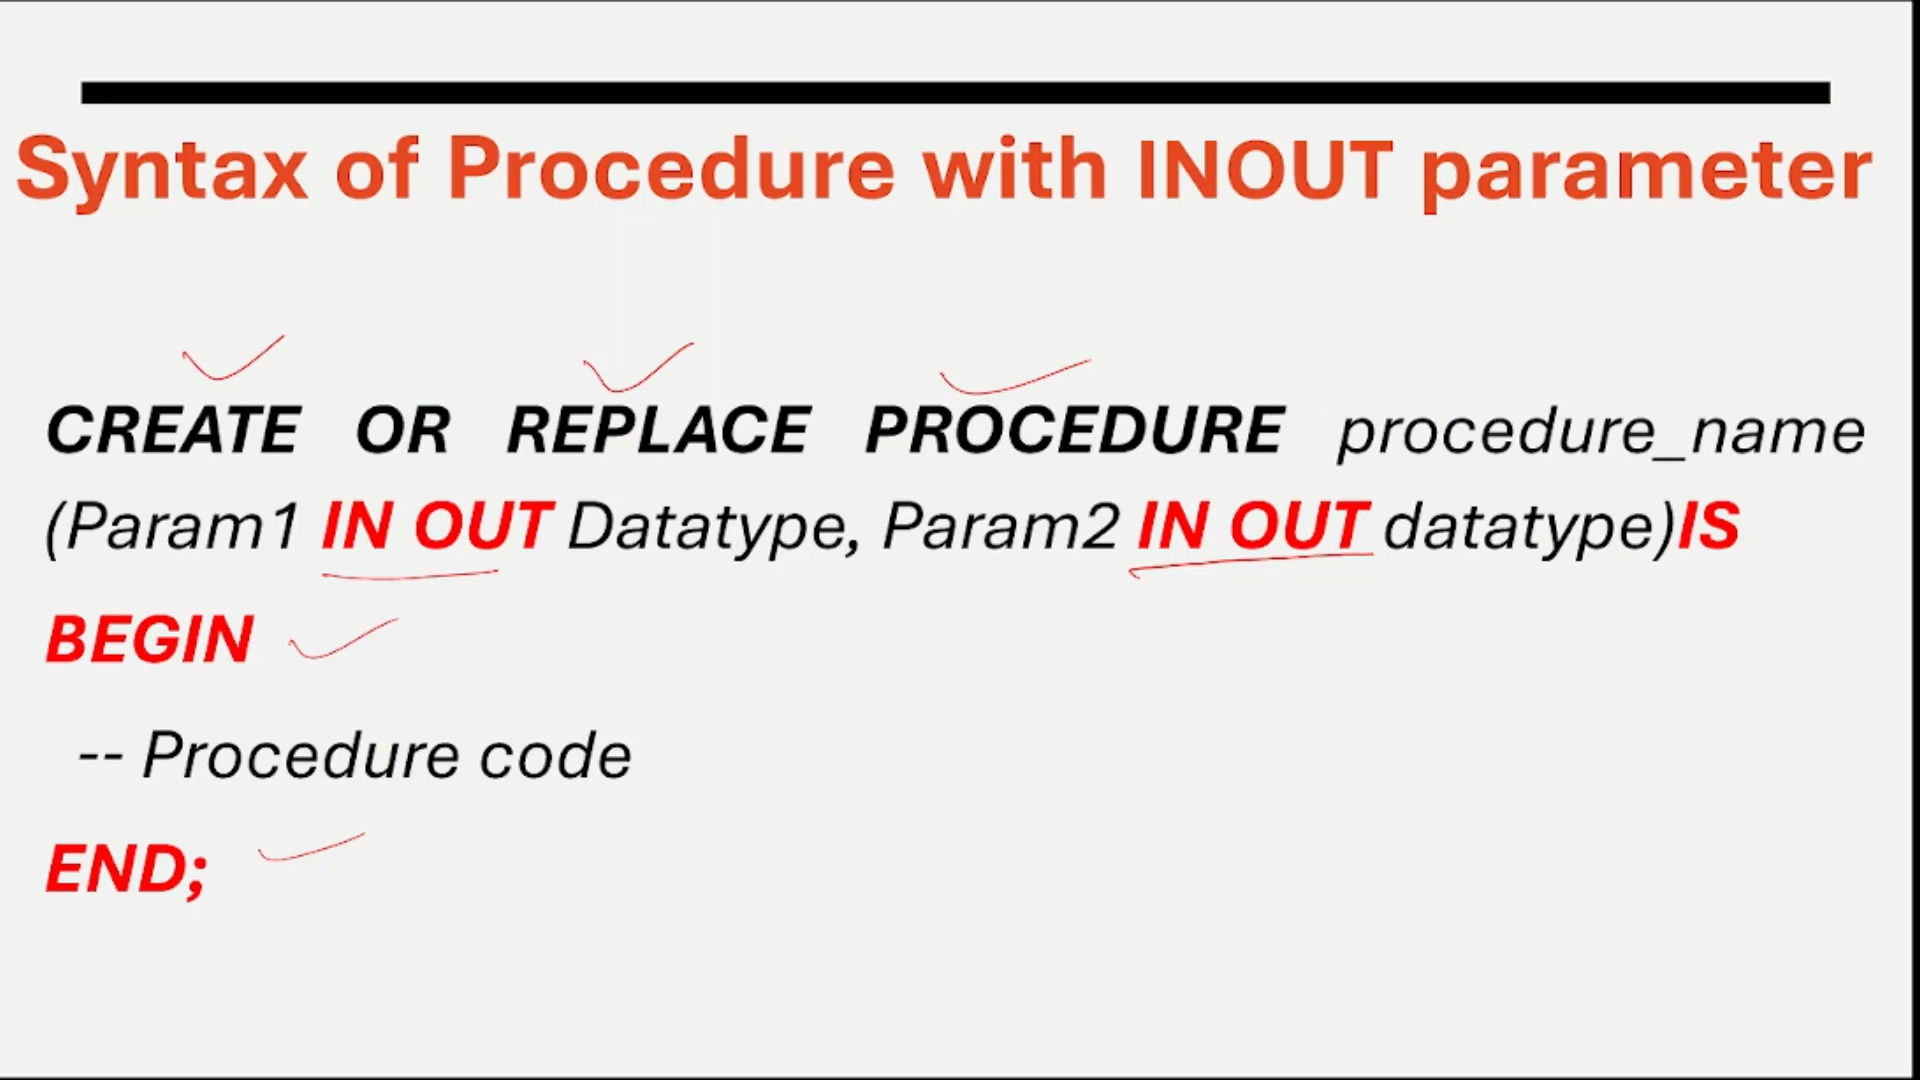 Syntax of Procedure with INOUT parameter
CREATE OR REPLACE PROCEDURE procedure_name
(Param1 IN OUT Datatype, Param2 IN OUT datatype)IS
BEGIN
-- Procedure code
END;